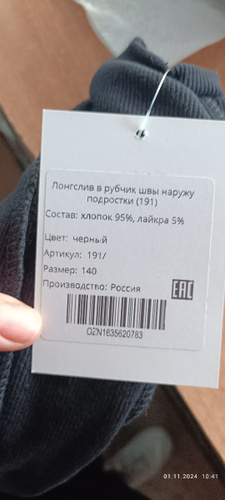 Лонгслив в рубчик швы наружу
подростки (191)
Состав: хлопок 95%, лайкра 5%
Цвет: черный
Артикул: 191/
Размер: 140
Производство: Россия
EAC
OZN1635620783
01.11.2024 10:41